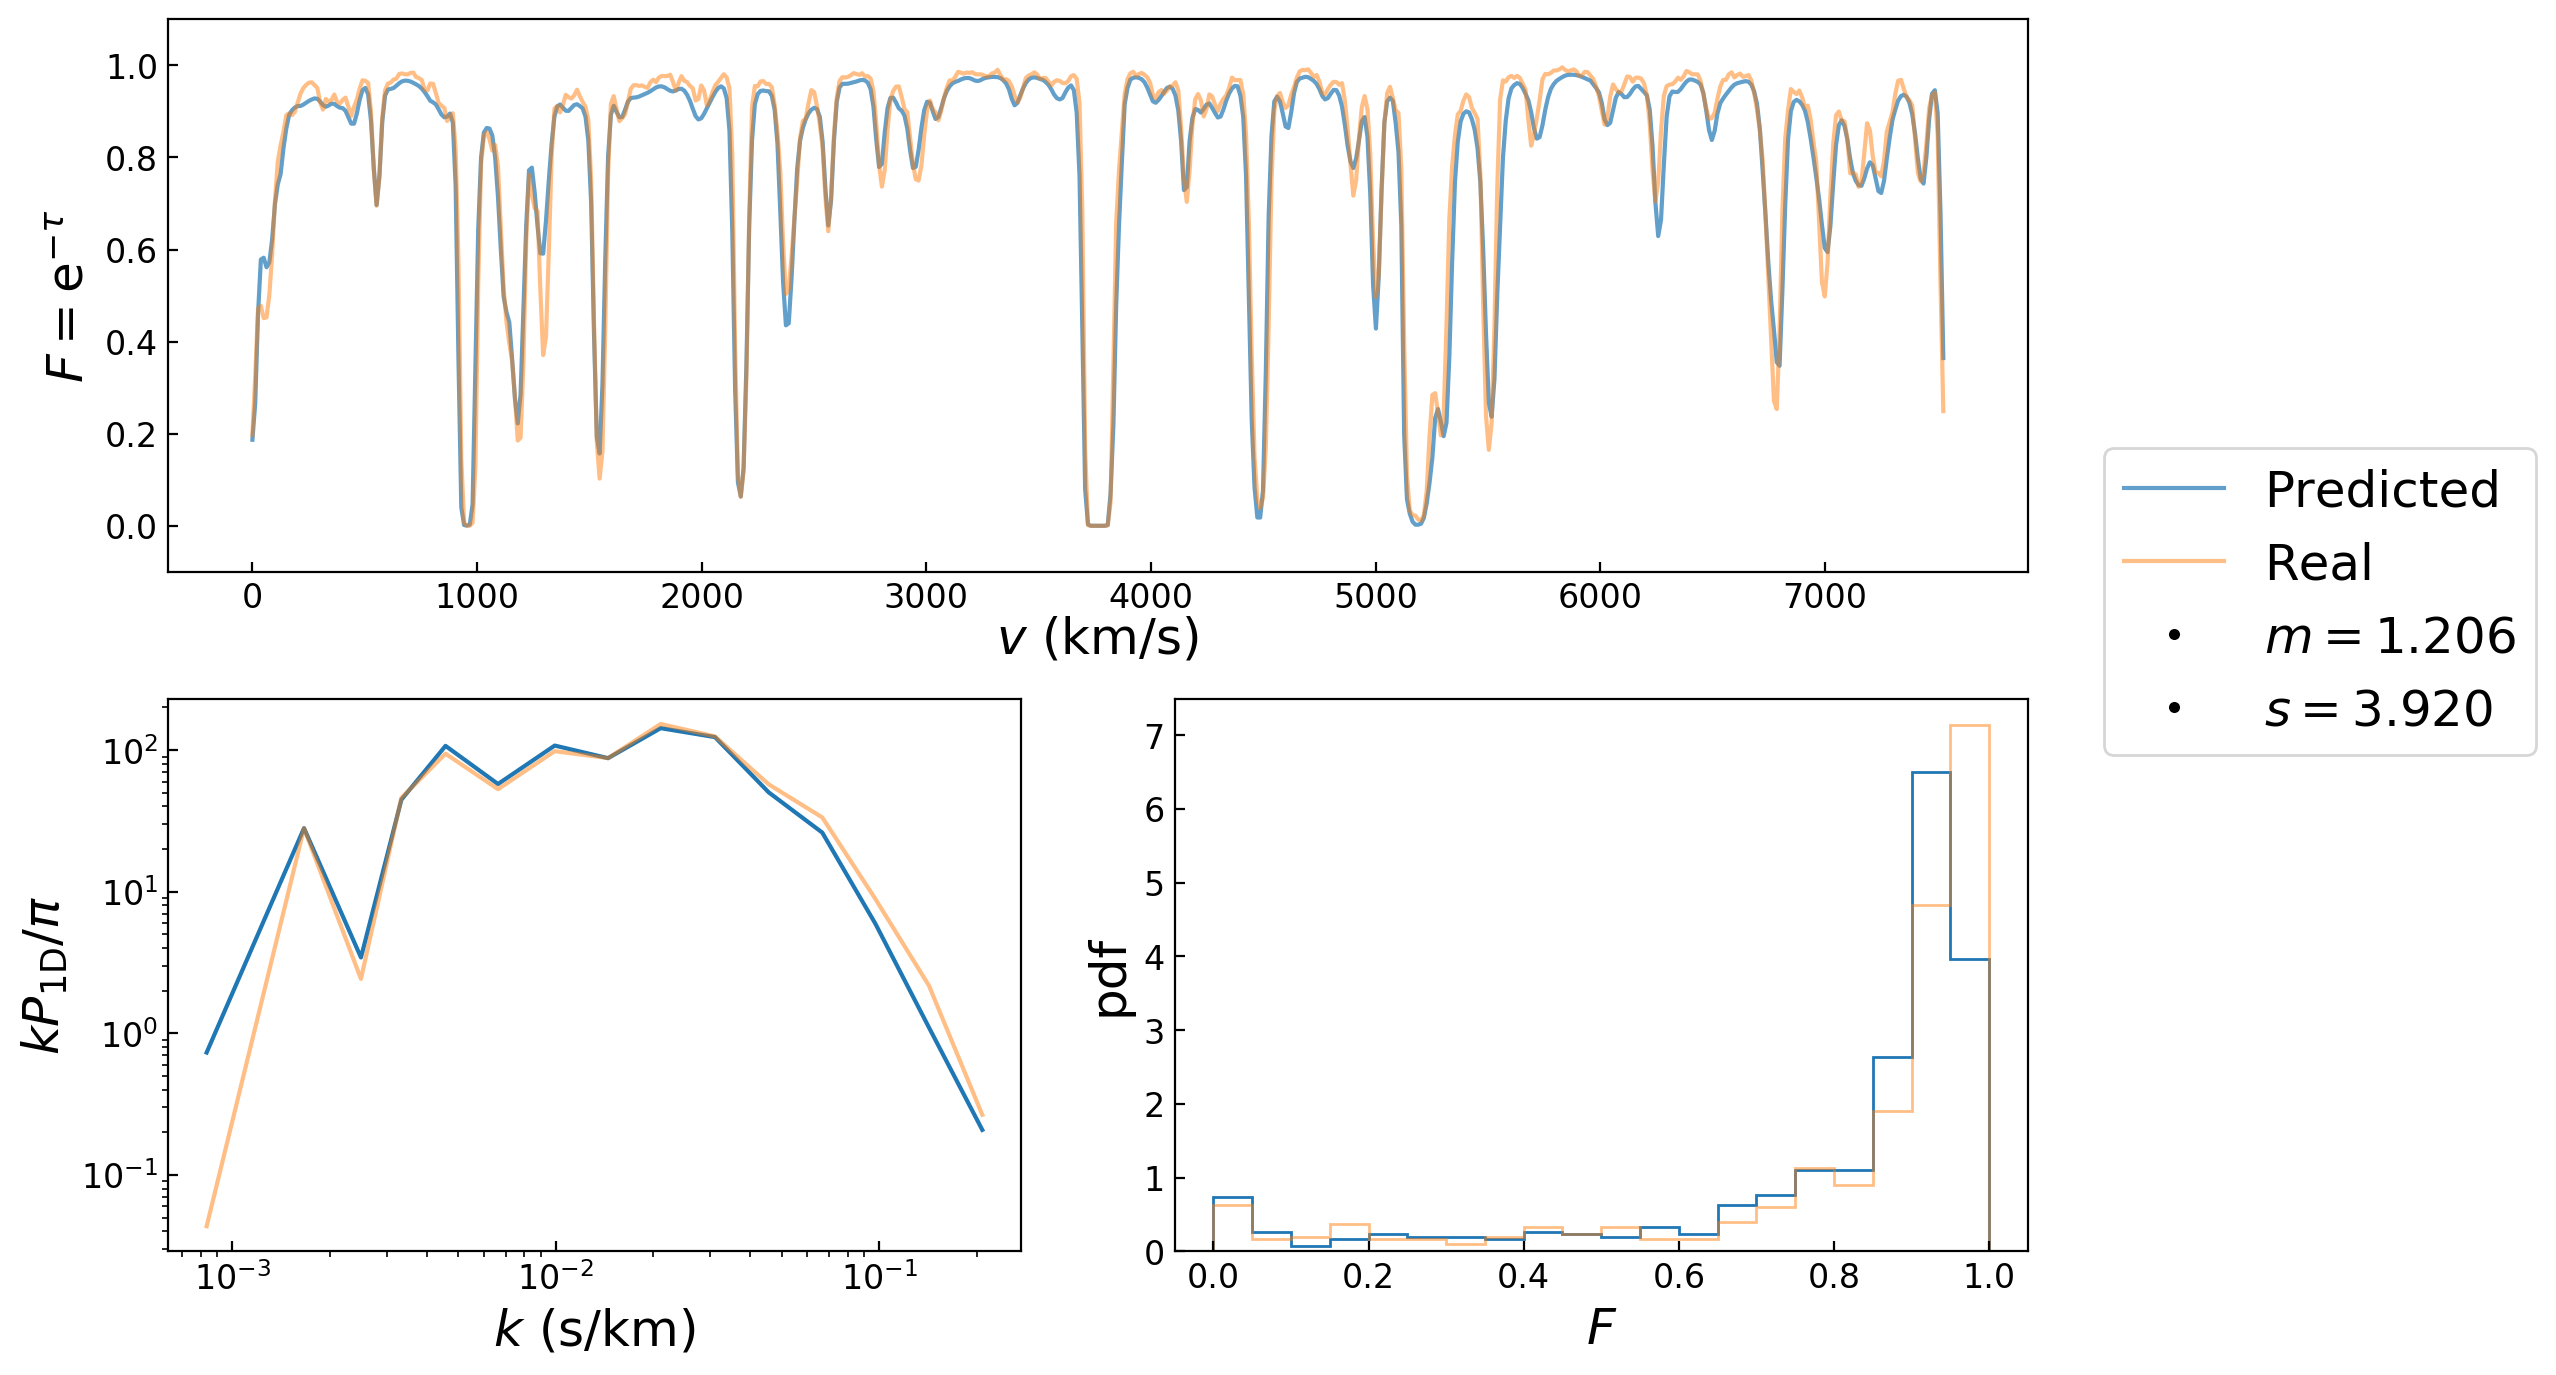 F = e^{−τ}
1.0
0.8
0.6
0.4
0.2
0.0
0 1000 2000 3000 4000 5000 6000 7000
v (km/s)
Predicted
Real
m = 1.206
s = 3.920
kP_{1D}/π
10^2
10^1
10^0
10^{−1}
10^{−3} 10^{−2} 10^{−1}
k (s/km)
pdf
7
6
5
4
3
2
1
0
0.0 0.2 0.4 0.6 0.8 1.0
F